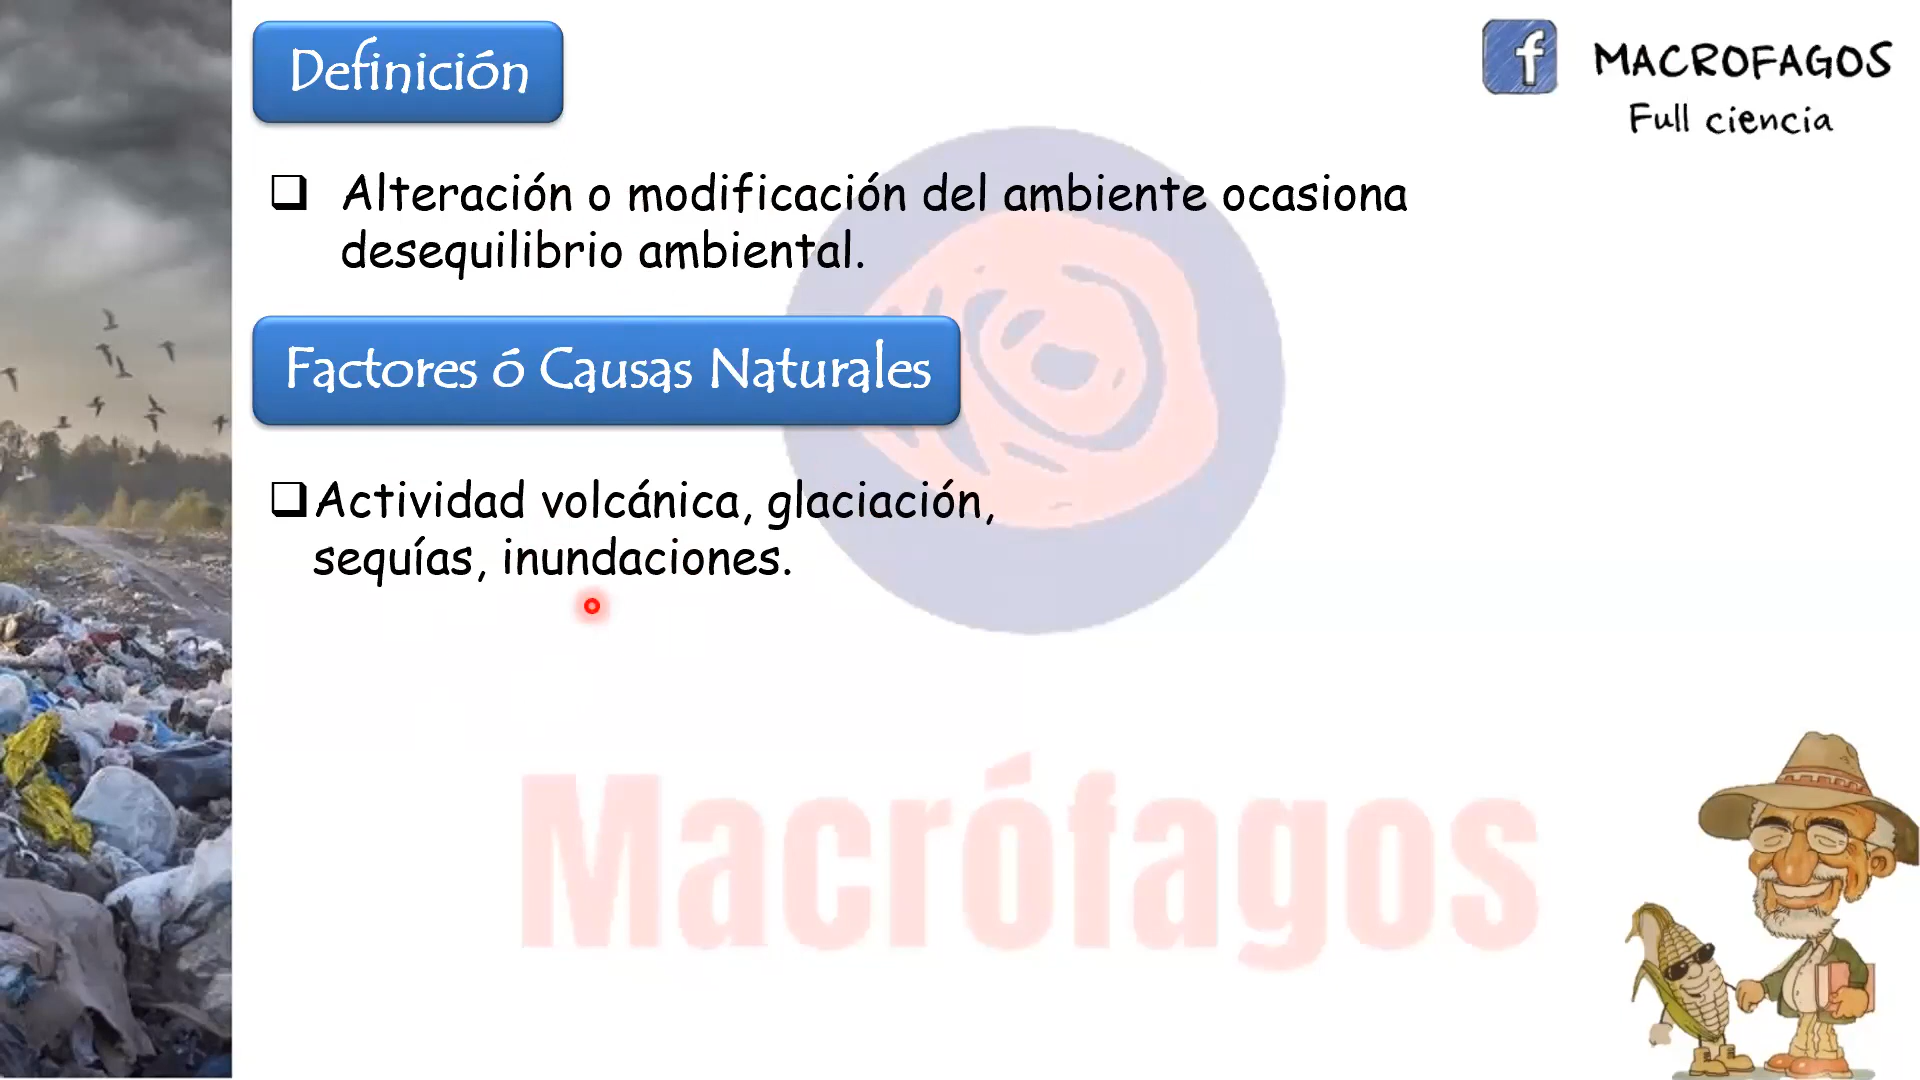 Definición
MACROFAGOS
Full ciencia
Alteración o modificación del ambiente ocasiona
desequilibrio ambiental.
Factores ó Causas Naturales
Actividad volcánica, glaciación,
sequías, inundaciones.
Macrófagos